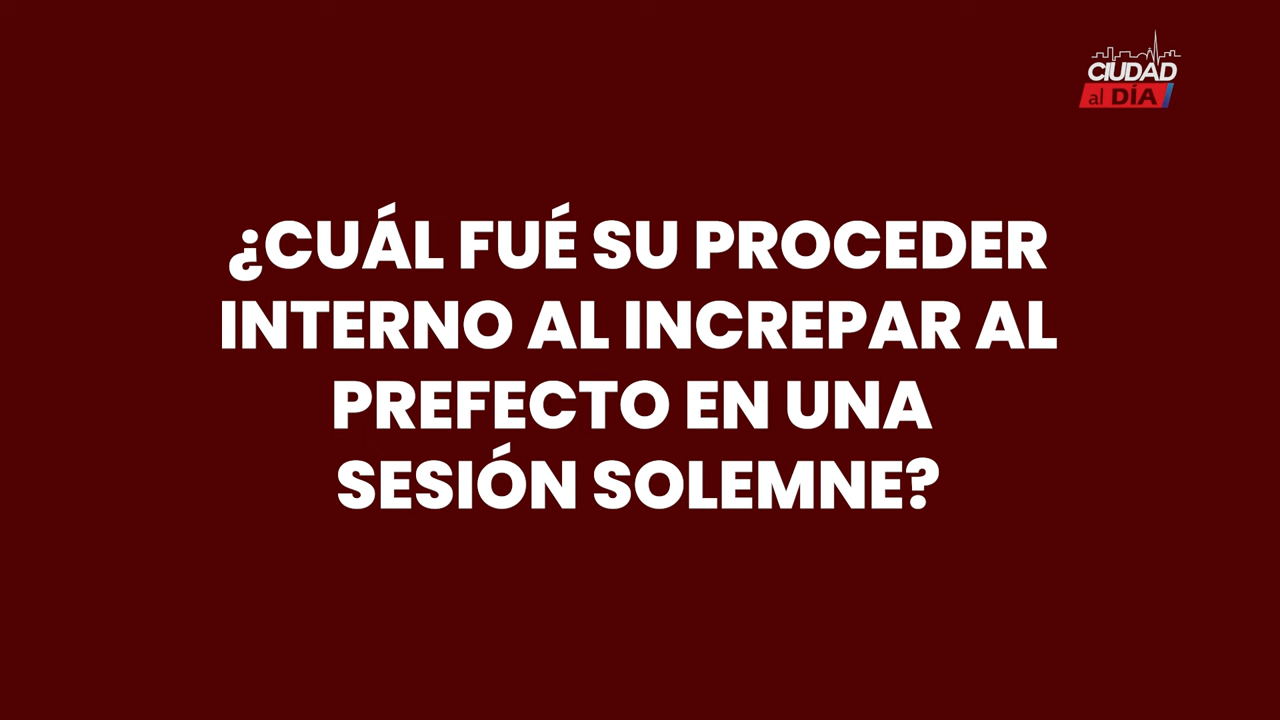 CIUDAD
al DÍA
¿CUÁL FUÉ SU PROCEDER
INTERNO AL INCREPAR AL
PREFECTO EN UNA
SESIÓN SOLEMNE?